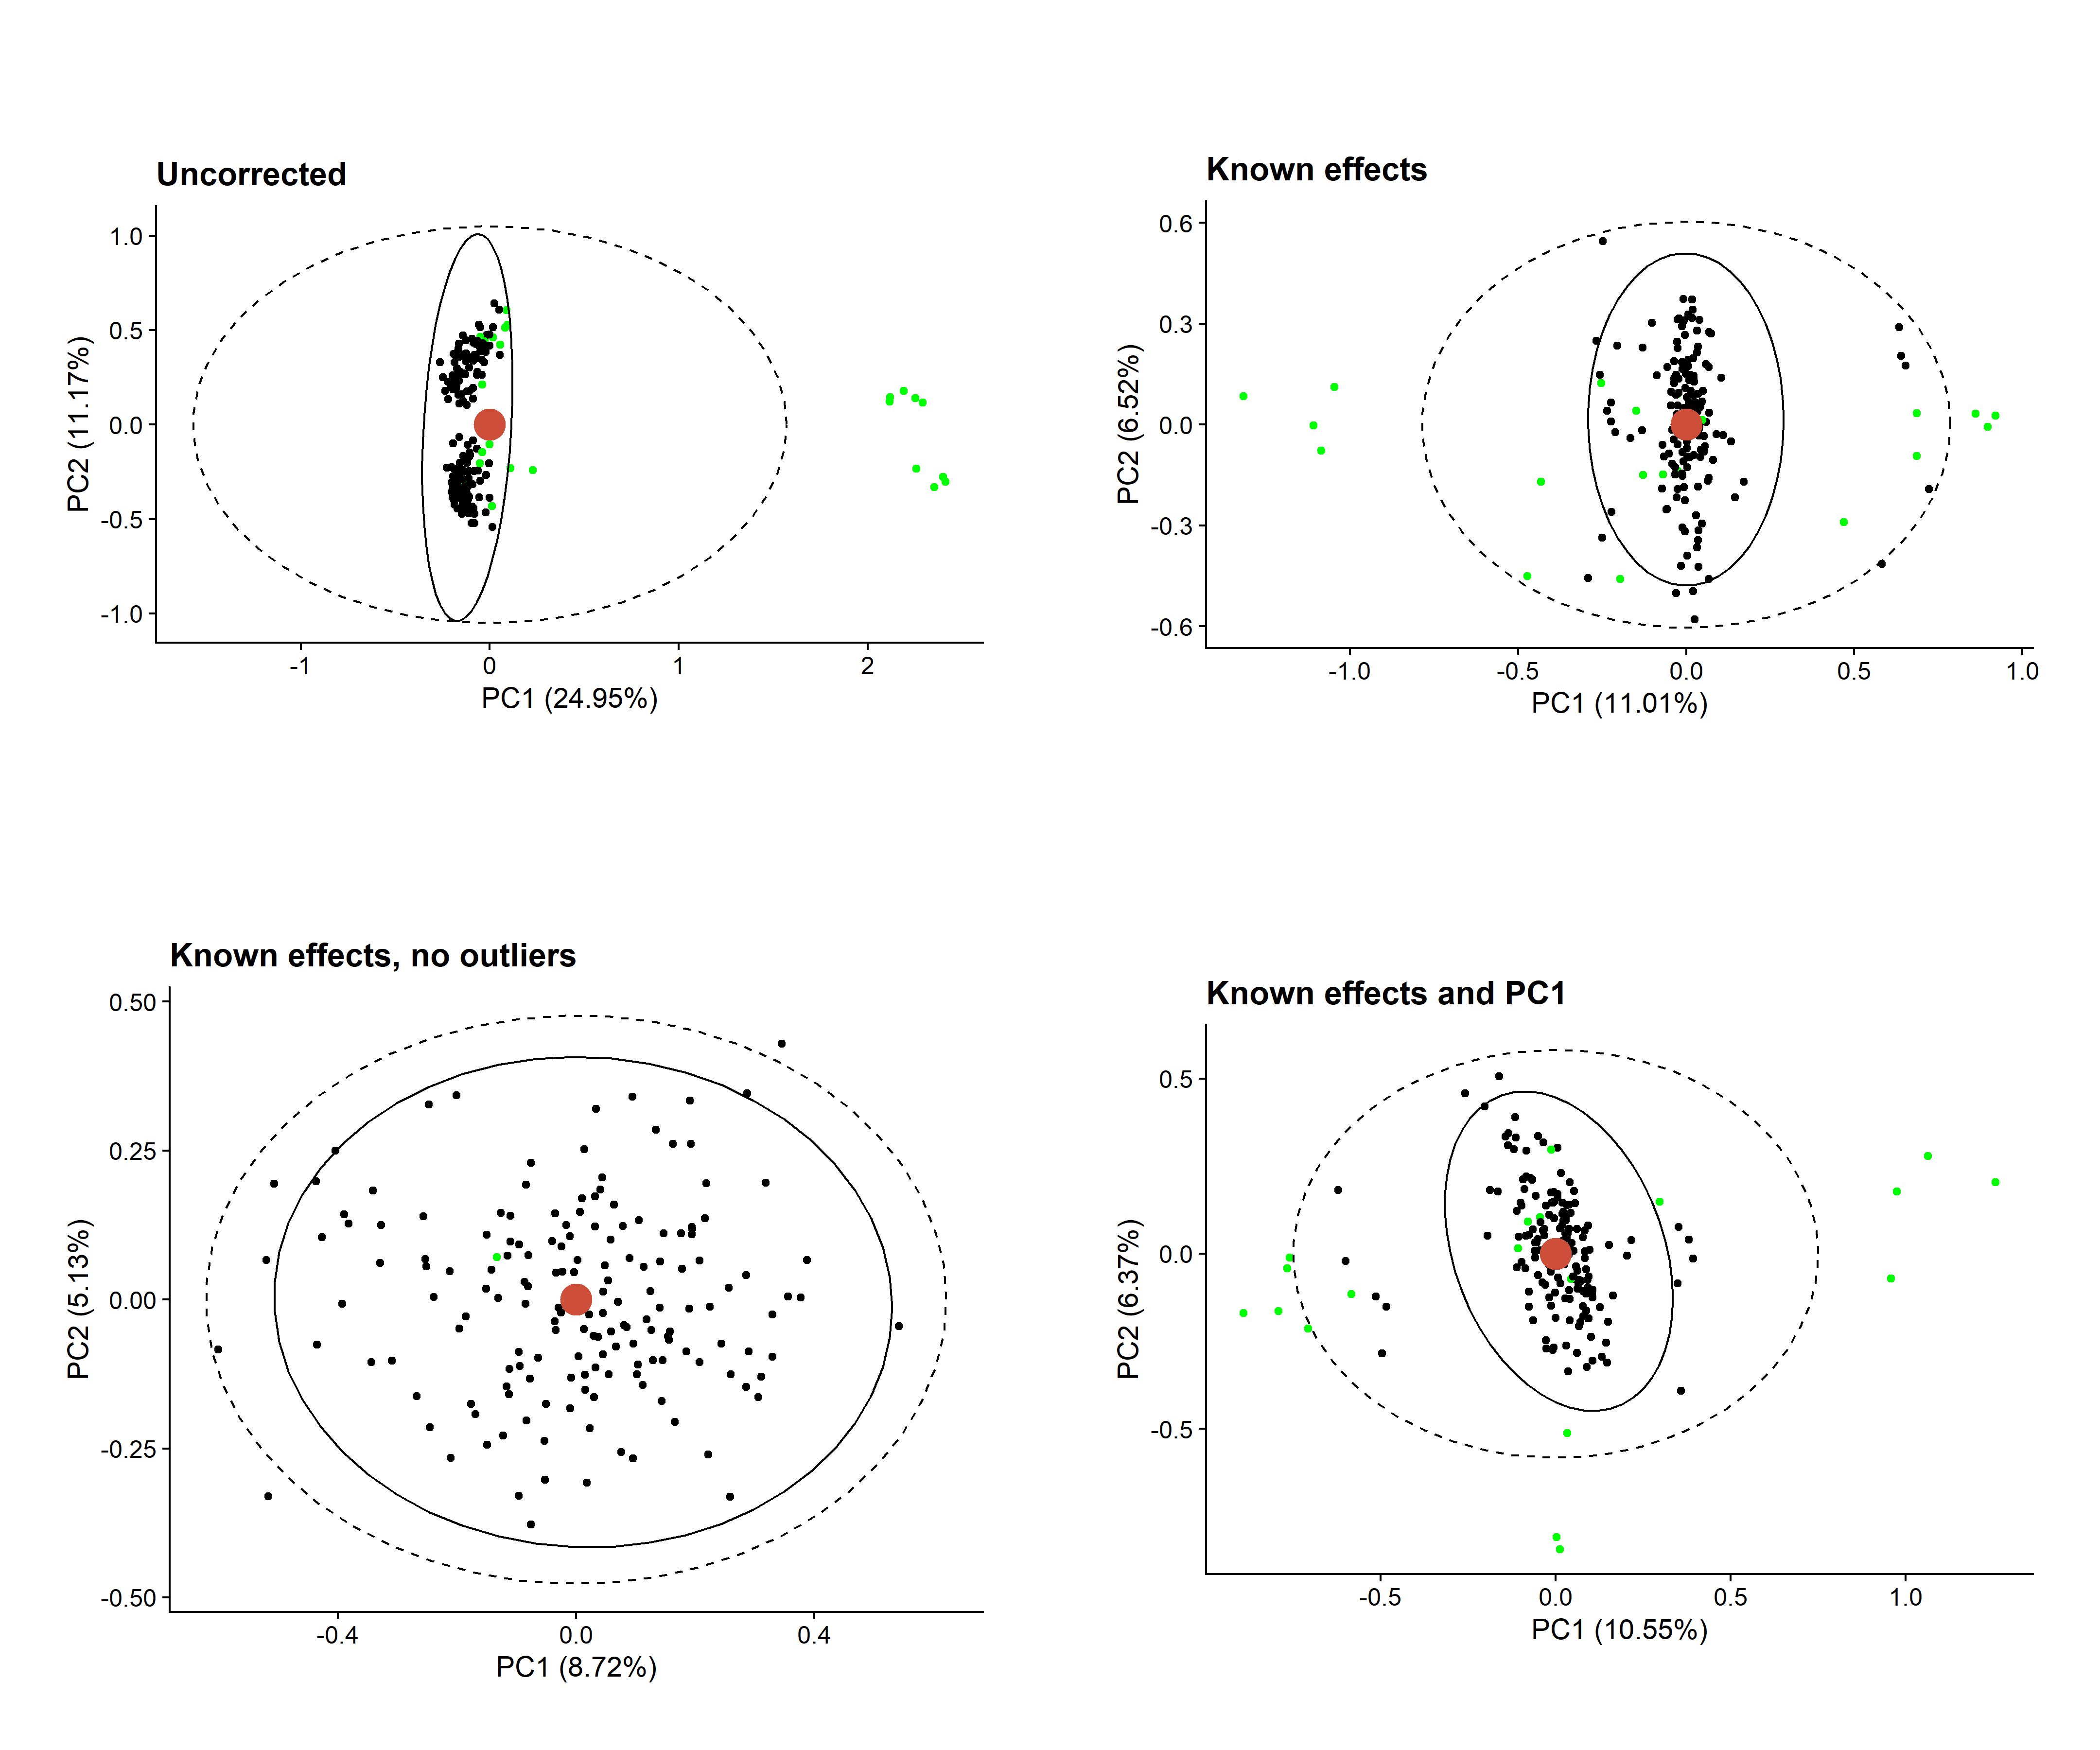 Uncorrected
1.0
0.5
0.0
-0.5
-1.0
PC2 (11.17%)
-1
0
1
2
PC1 (24.95%)
Known effects
0.6
0.3
0.0
-0.3
-0.6
PC2 (6.52%)
-1.0
-0.5
0.0
0.5
1.0
PC1 (11.01%)
Known effects, no outliers
0.50
0.25
0.00
-0.25
-0.50
PC2 (5.13%)
-0.4
0.0
0.4
PC1 (8.72%)
Known effects and PC1
0.5
0.0
-0.5
PC2 (6.37%)
-0.5
0.0
0.5
1.0
PC1 (10.55%)